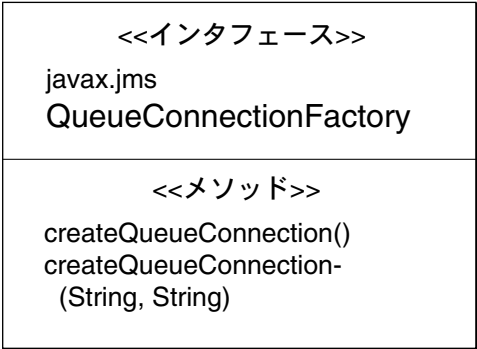 <<インタフェース>>
javax.jms
QueueConnectionFactory
<<メソッド>>
createQueueConnection()
createQueueConnection-
(String, String)